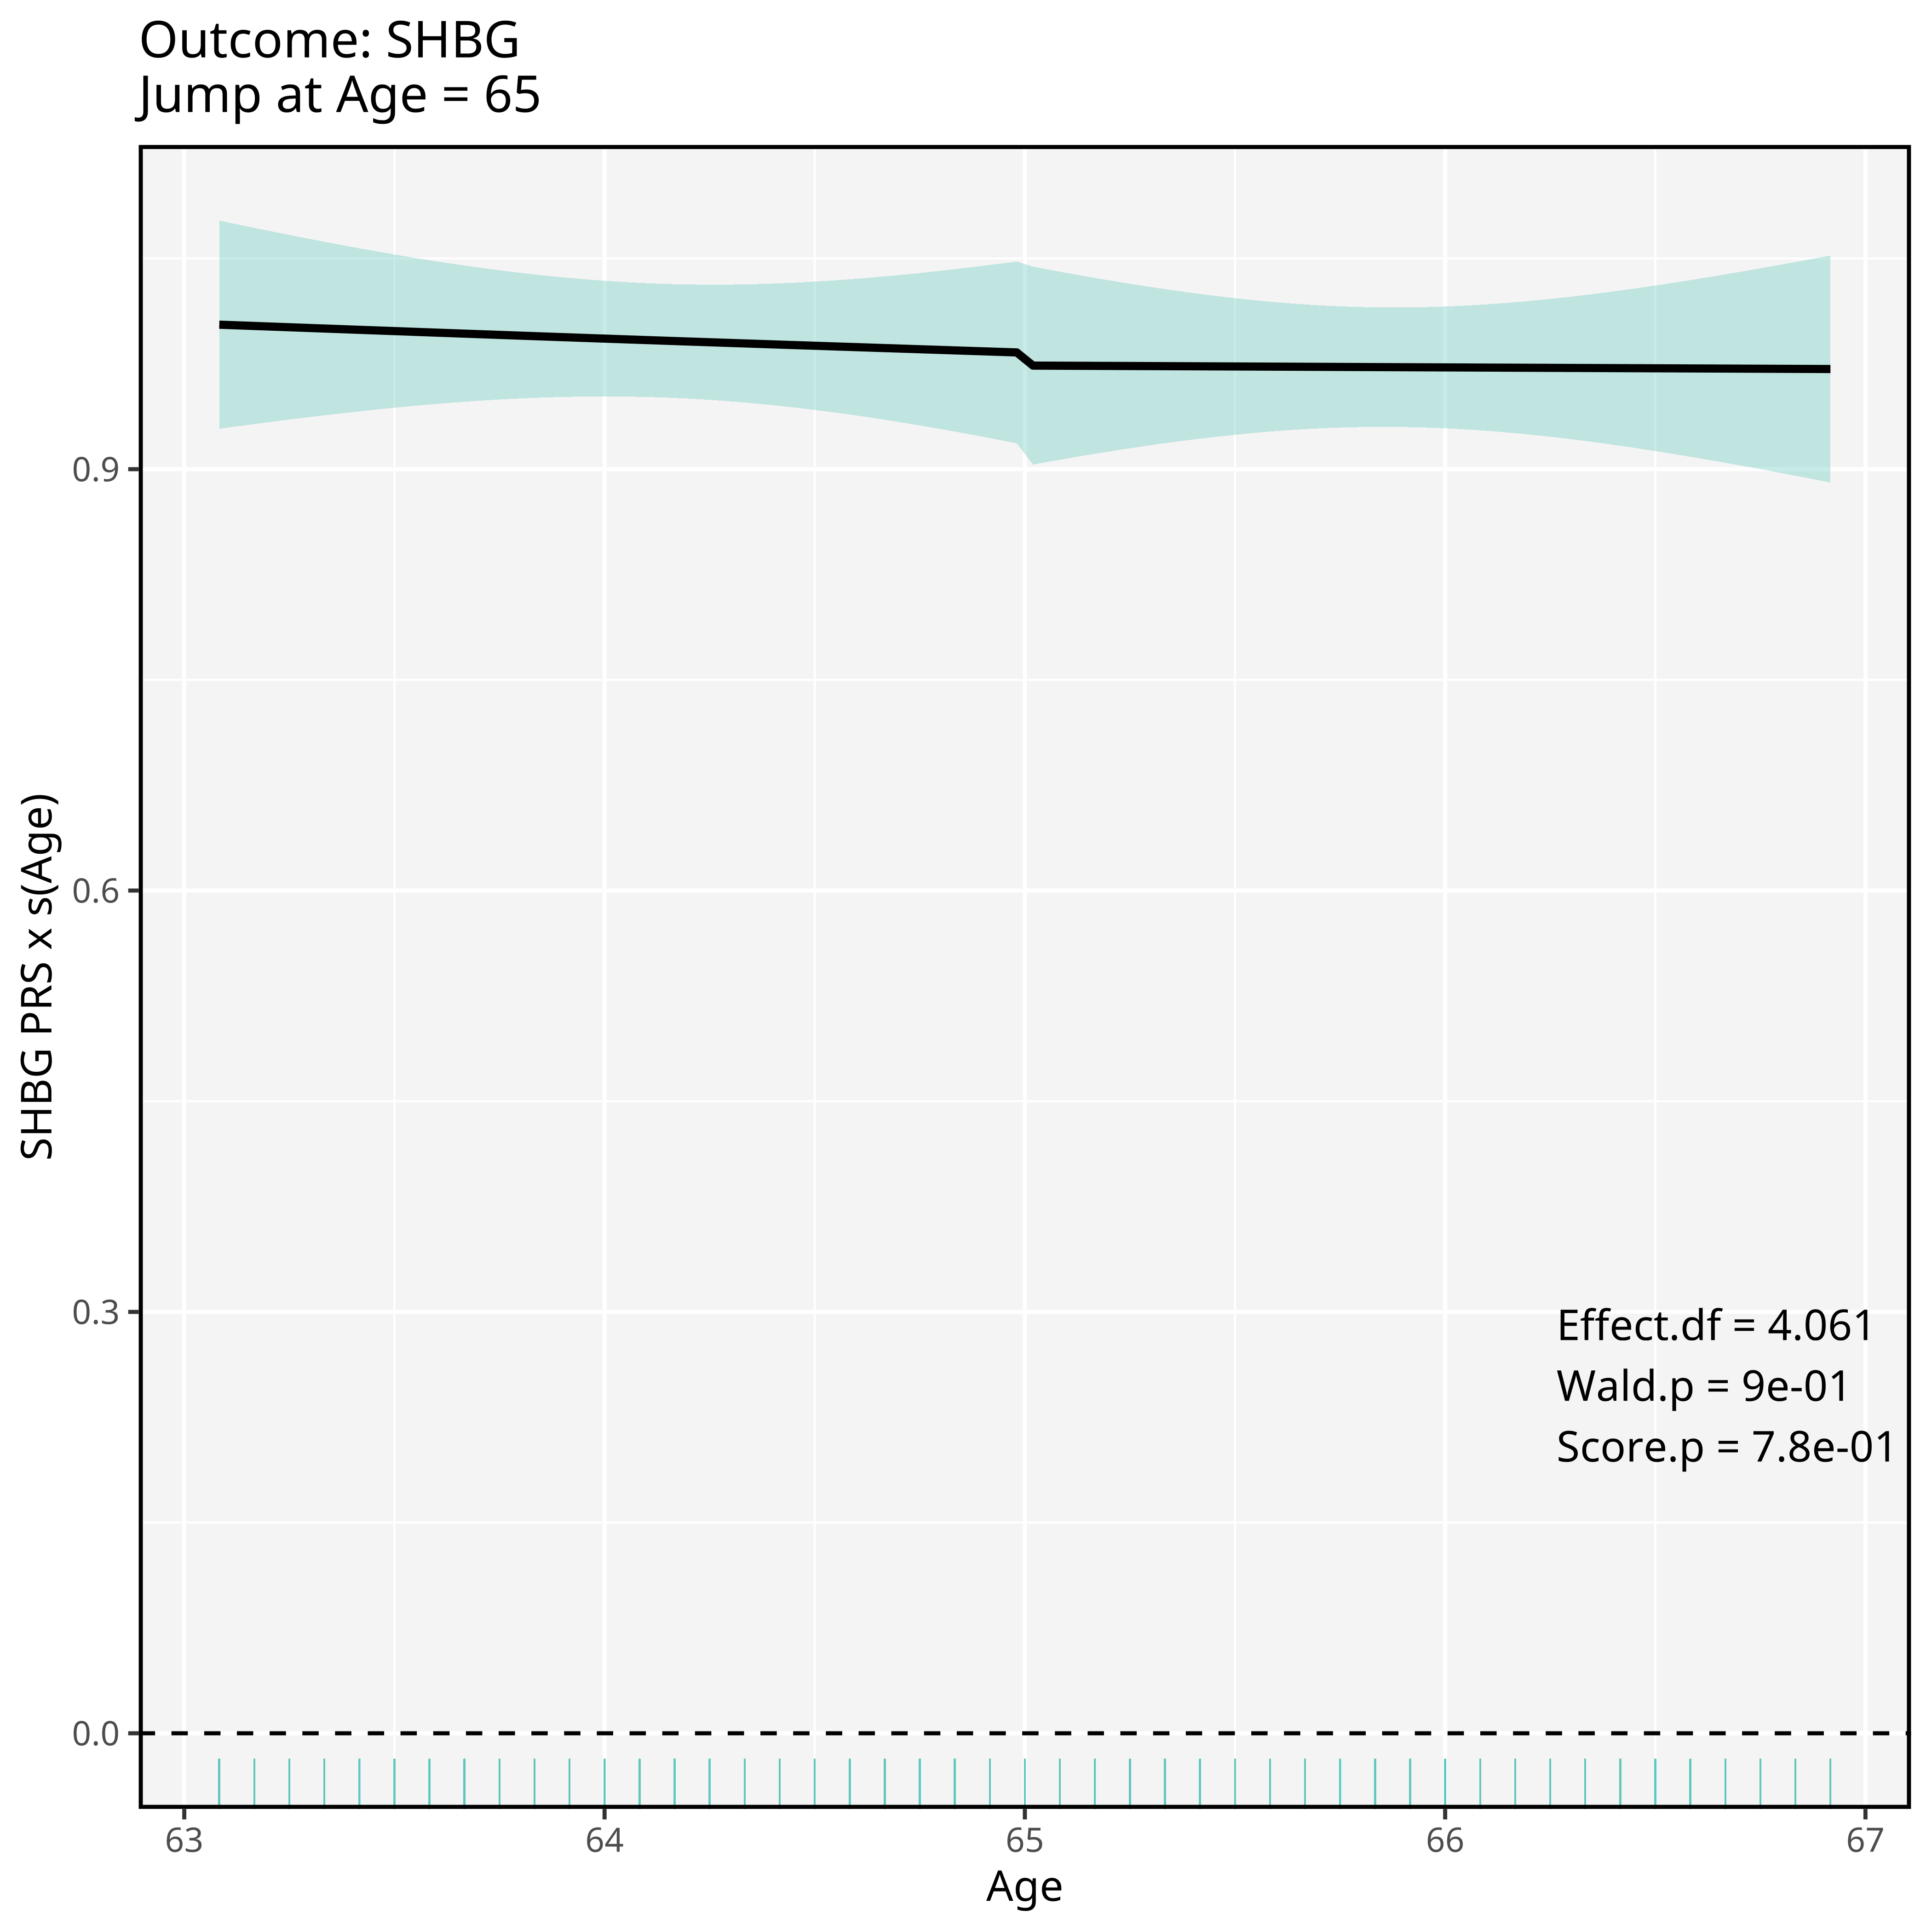 Outcome: SHBG
Jump at Age = 65
SHBG PRS x s(Age)
0.9
0.6
0.3
0.0
Effect.df = 4.061
Wald.p = 9e-01
Score.p = 7.8e-01
63
64
65
66
67
Age